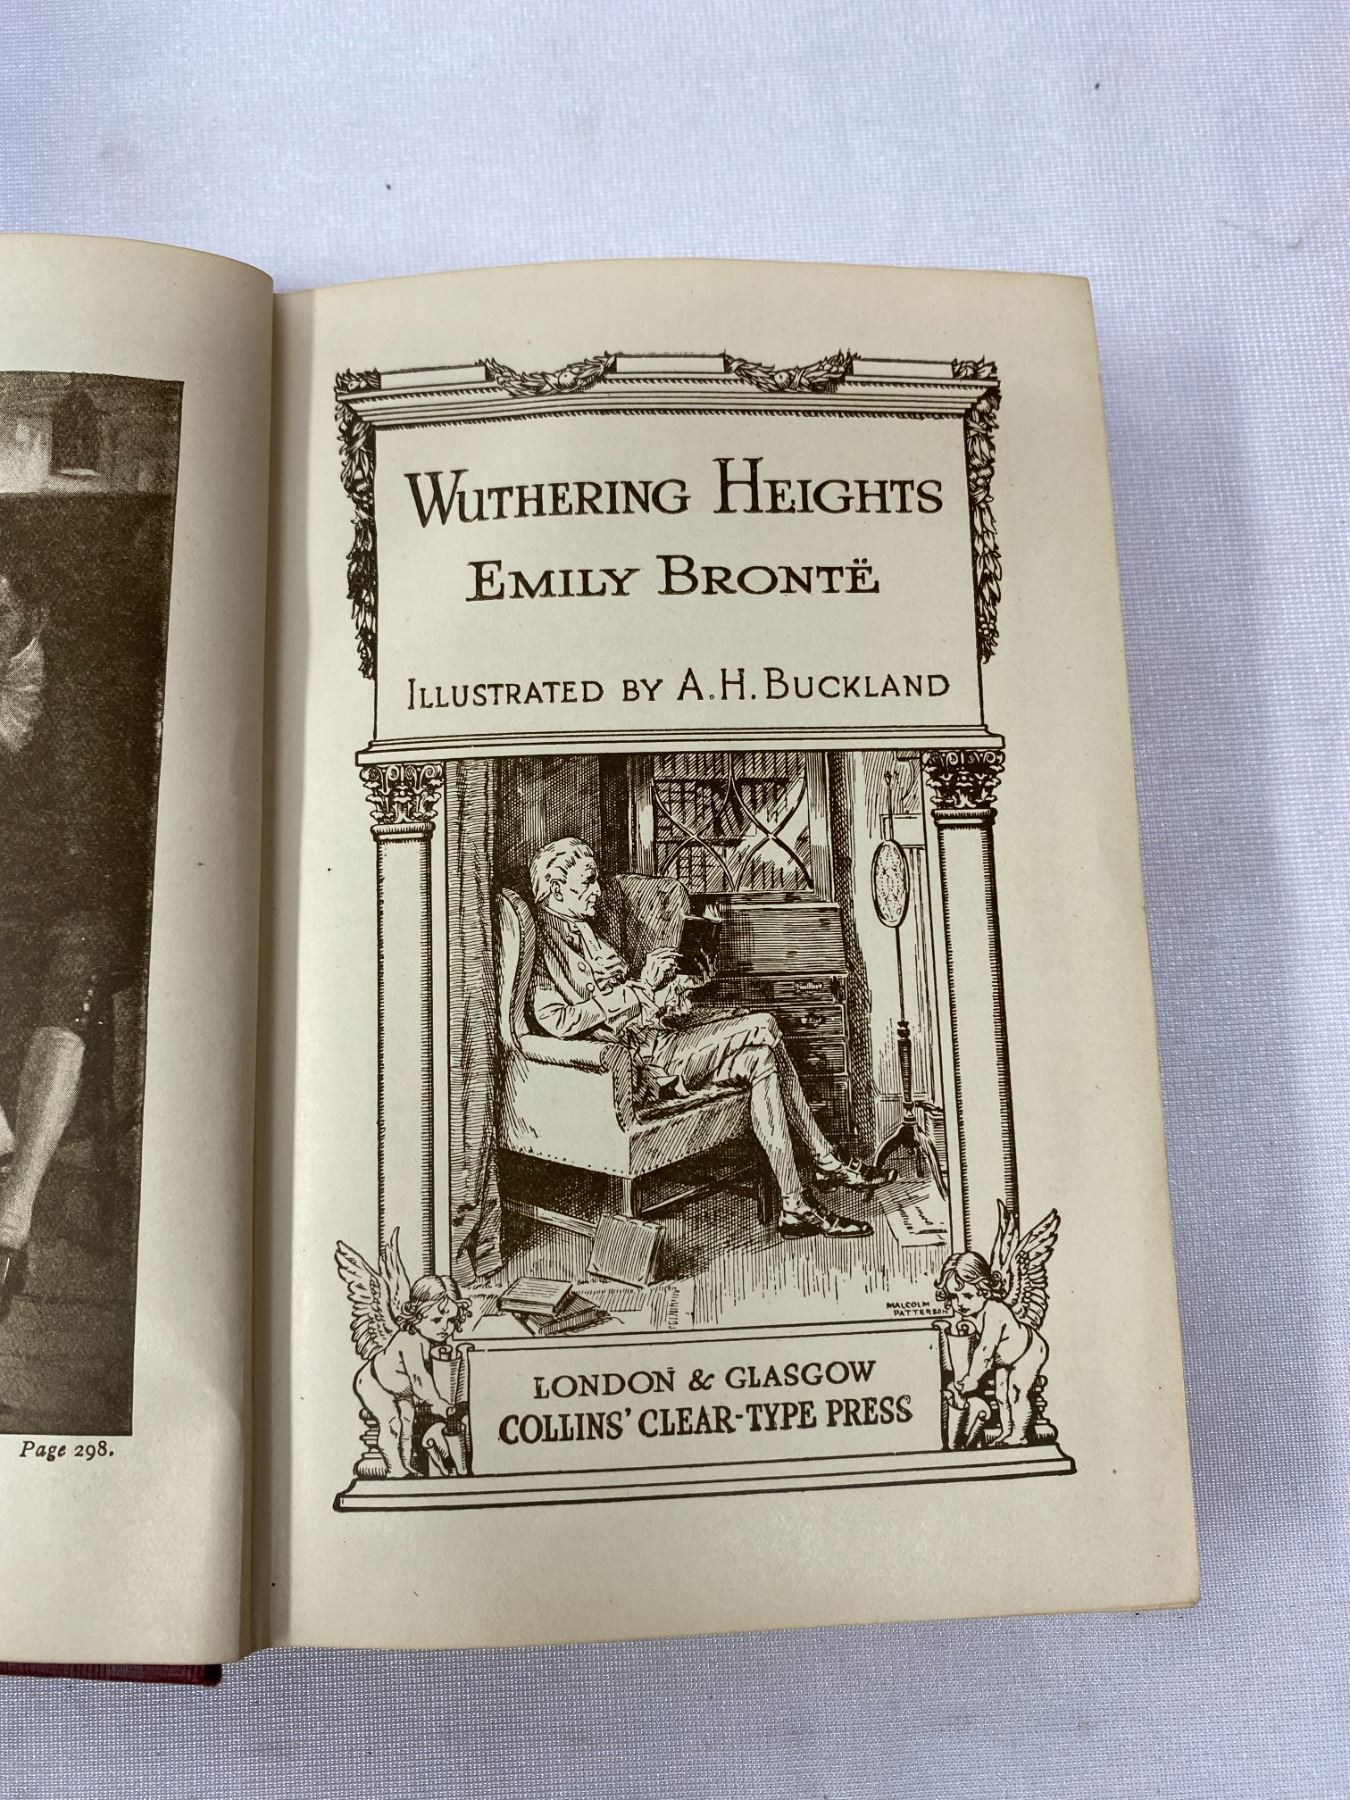 WUTHERING HEIGHTS
EMILY BRONTË
ILLUSTRATED BY A.H.BUCKLAND
MALCOLM
PATTERSON
LONDON & GLASGOW
COLLINS' CLEAR-TYPE PRESS
Page 298.